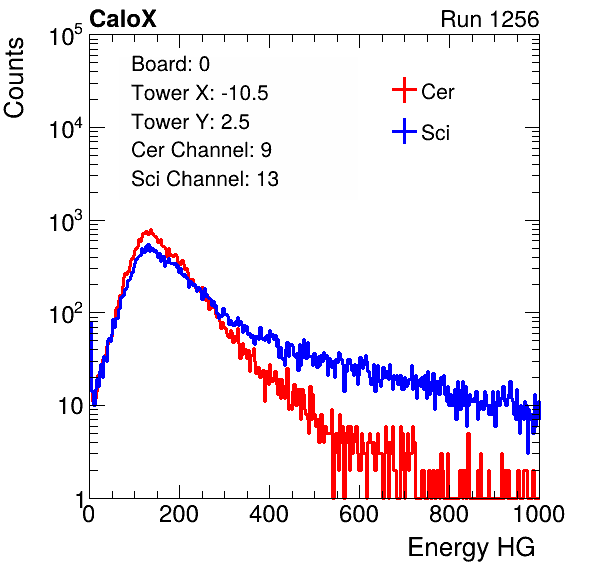 CaloX Run 1256
Counts
Board: 0
Tower X: -10.5
Tower Y: 2.5
Cer Channel: 9
Sci Channel: 13
Cer
Sci
10^5
10^4
10^3
10^2
10
1
0 200 400 600 800 1000
Energy HG